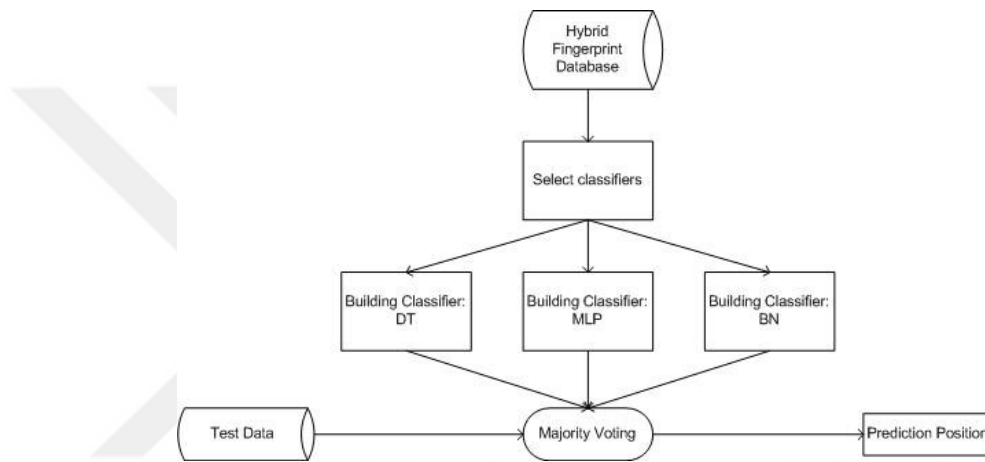 Hybrid
Fingerprint
Database
Select classifiers
Building Classifier:
DT
Building Classifier:
MLP
Building Classifier:
BN
Test Data
Majority Voting
Prediction Position